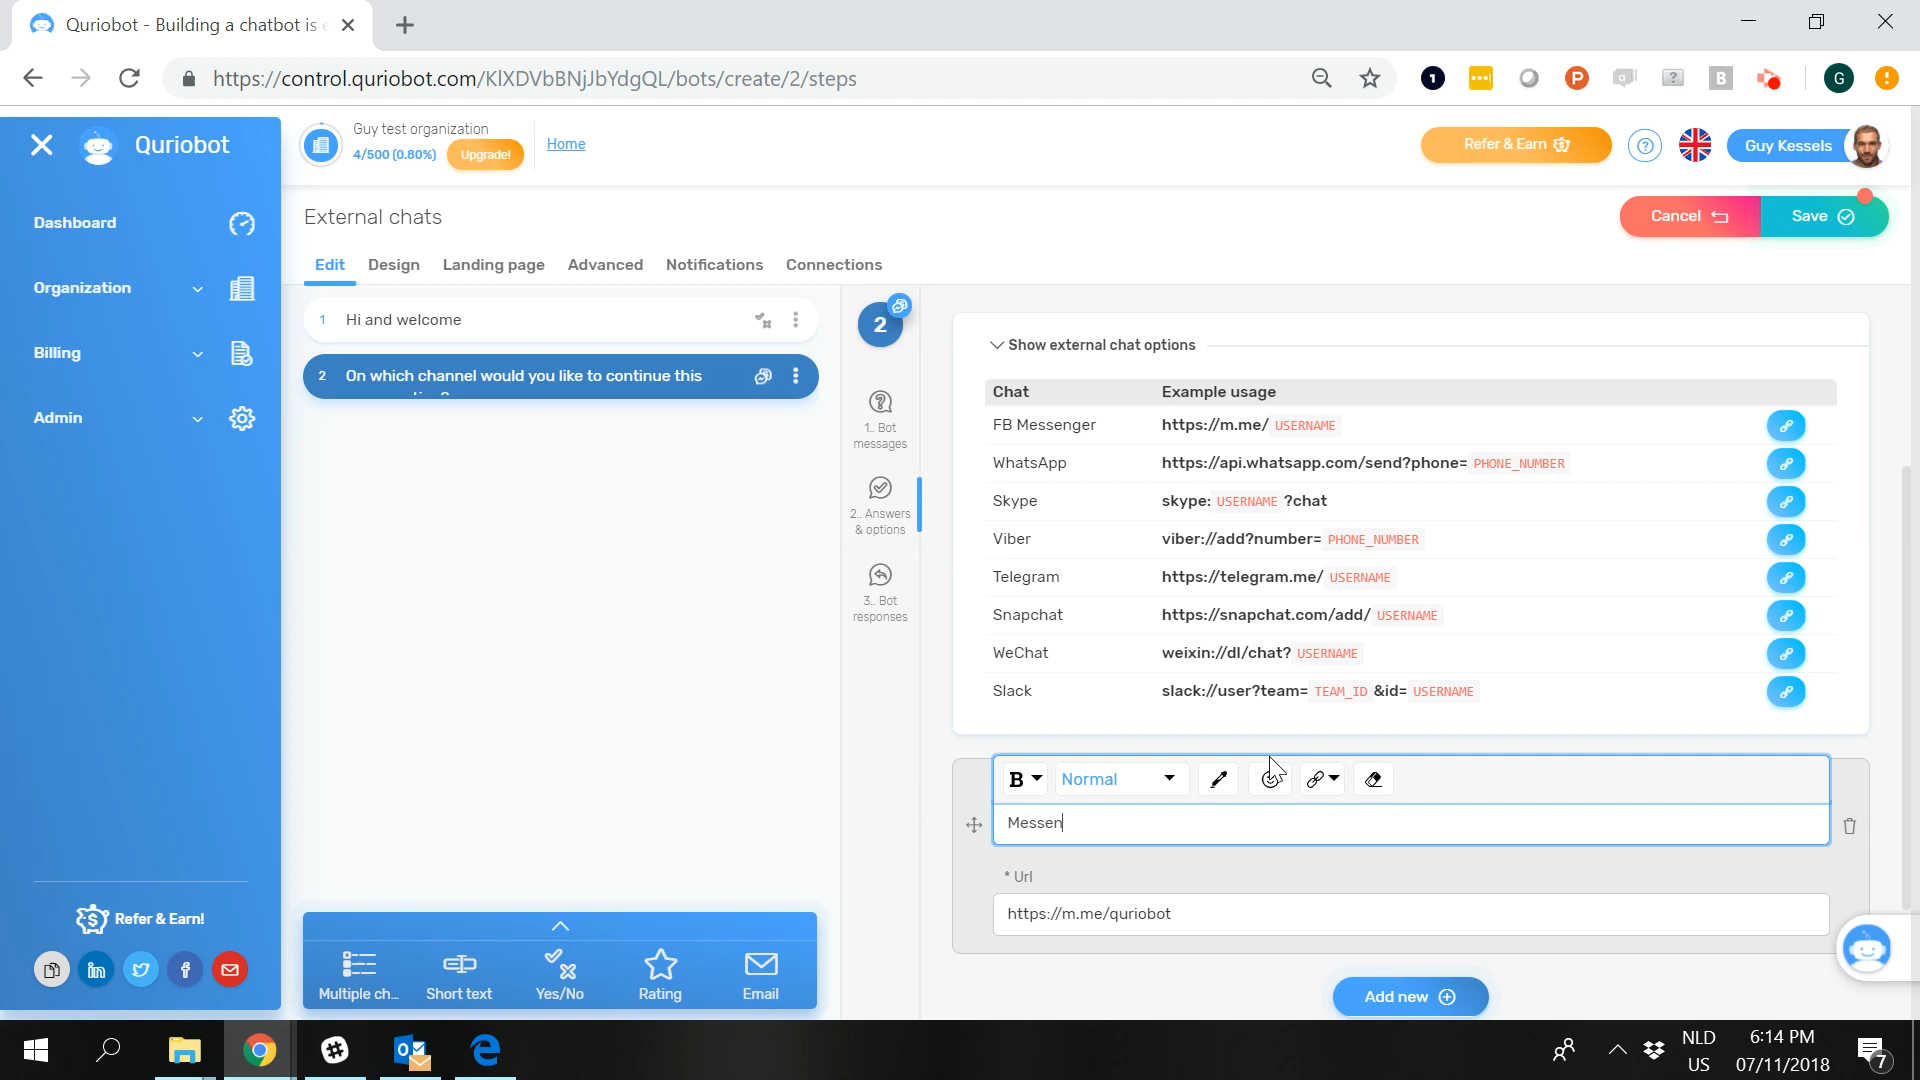 Quriobot - Building a chatbot is
https://control.quriobot.com/KlXDVbBNjJbYdgQL/bots/create/2/steps
Quriobot
Guy test organization
4/500 (0.80%)
Upgrade!
Home
Refer & Earn
Guy Kessels
Dashboard
Organization
Billing
Admin
Refer & Earn!
External chats
Cancel
Save
Edit
Design
Landing page
Advanced
Notifications
Connections
1 Hi and welcome
2 On which channel would you like to continue this
2
1.. Bot
messages
2.. Answers
& options
3.. Bot
responses
Show external chat options
Chat Example usage
FB Messenger https://m.me/ USERNAME
WhatsApp https://api.whatsapp.com/send?phone= PHONE_NUMBER
Skype skype: USERNAME ?chat
Viber viber://add?number= PHONE_NUMBER
Telegram https://telegram.me/ USERNAME
Snapchat https://snapchat.com/add/ USERNAME
WeChat weixin://dl/chat? USERNAME
Slack slack://user?team= TEAM_ID &id= USERNAME
B Normal
Messen
* Url
https://m.me/quriobot
Add new
Multiple ch...
Short text
Yes/No
Rating
Email
NLD
US
6:14 PM
07/11/2018
7